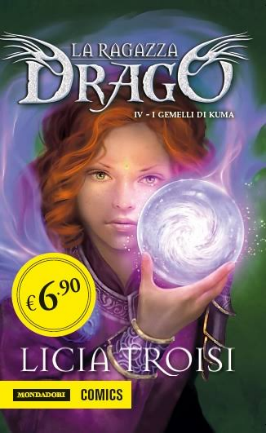 LA RAGAZZA
DRAGO
IV - I GEMELLI DI KUMA
€ 6.90
LICIA TROISI
MONDADORI COMICS